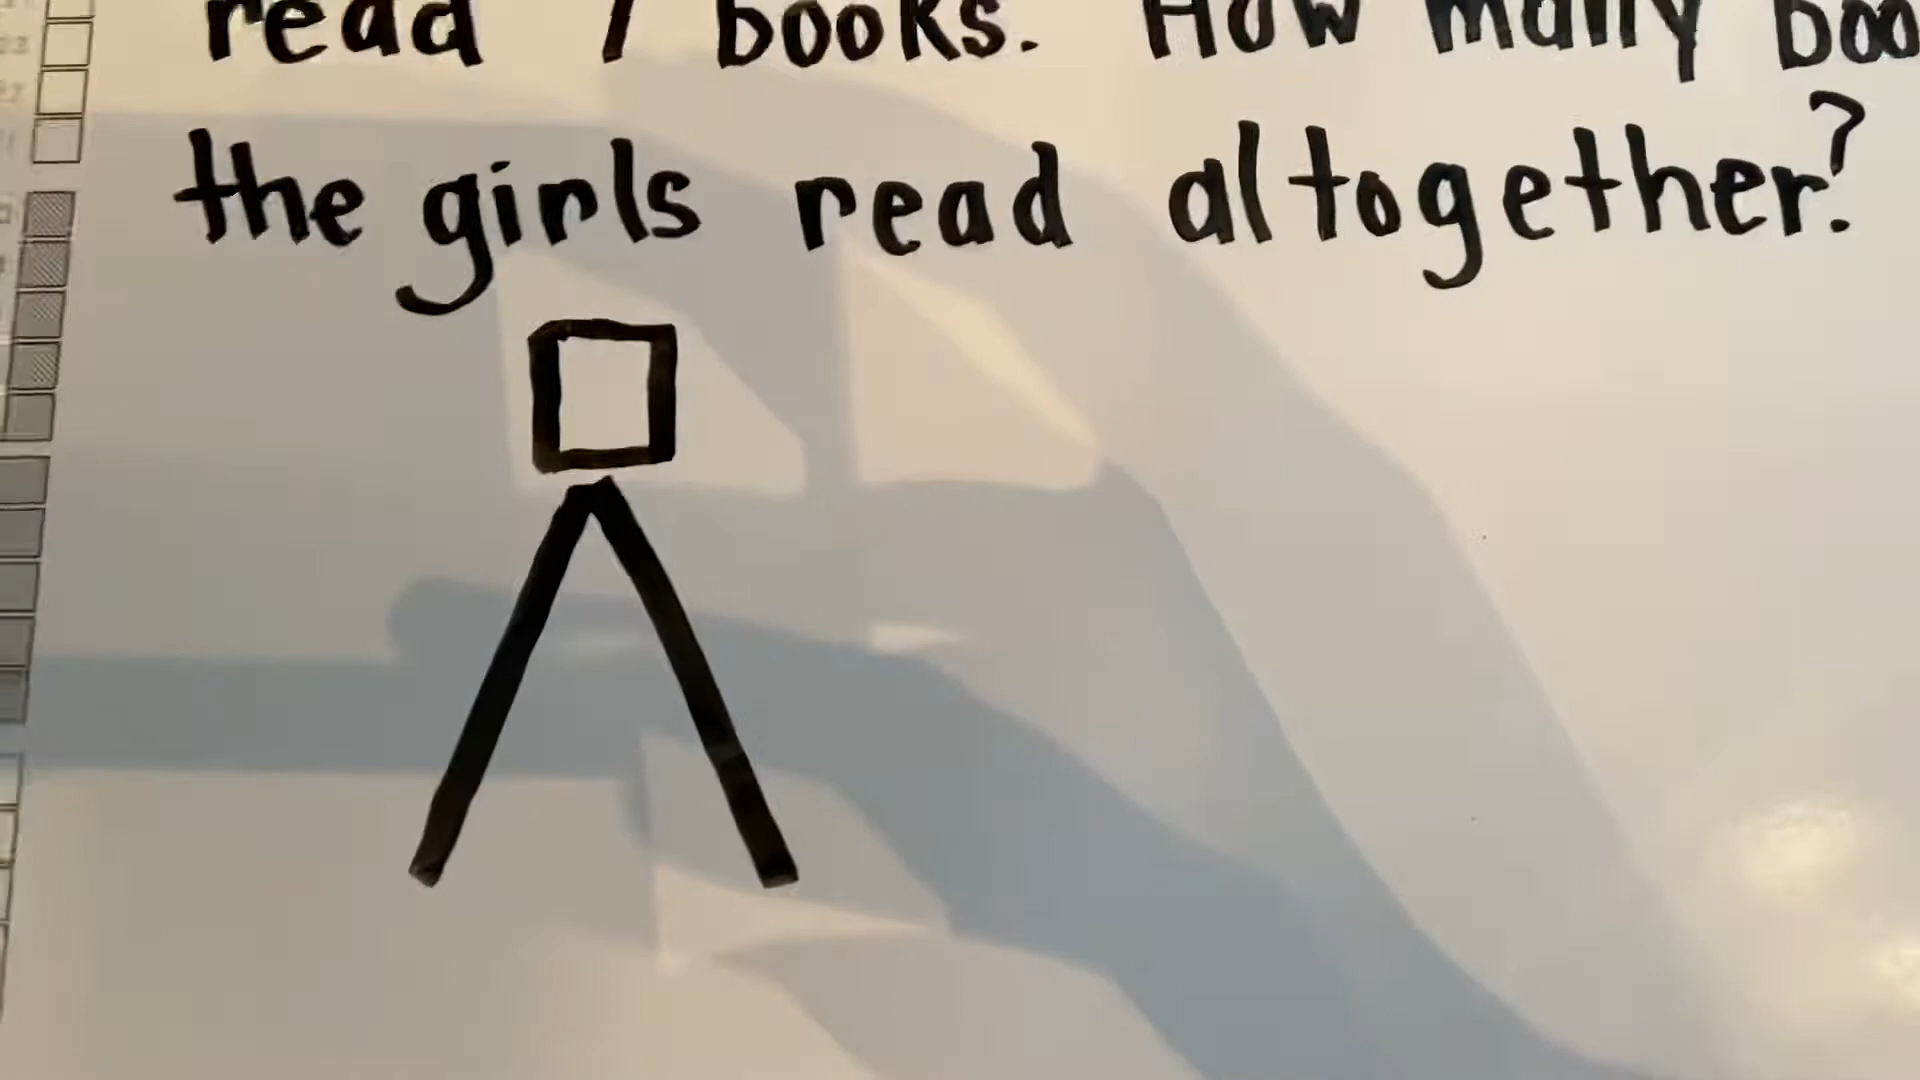 read 7 books. How many boo
the girls read altogether?